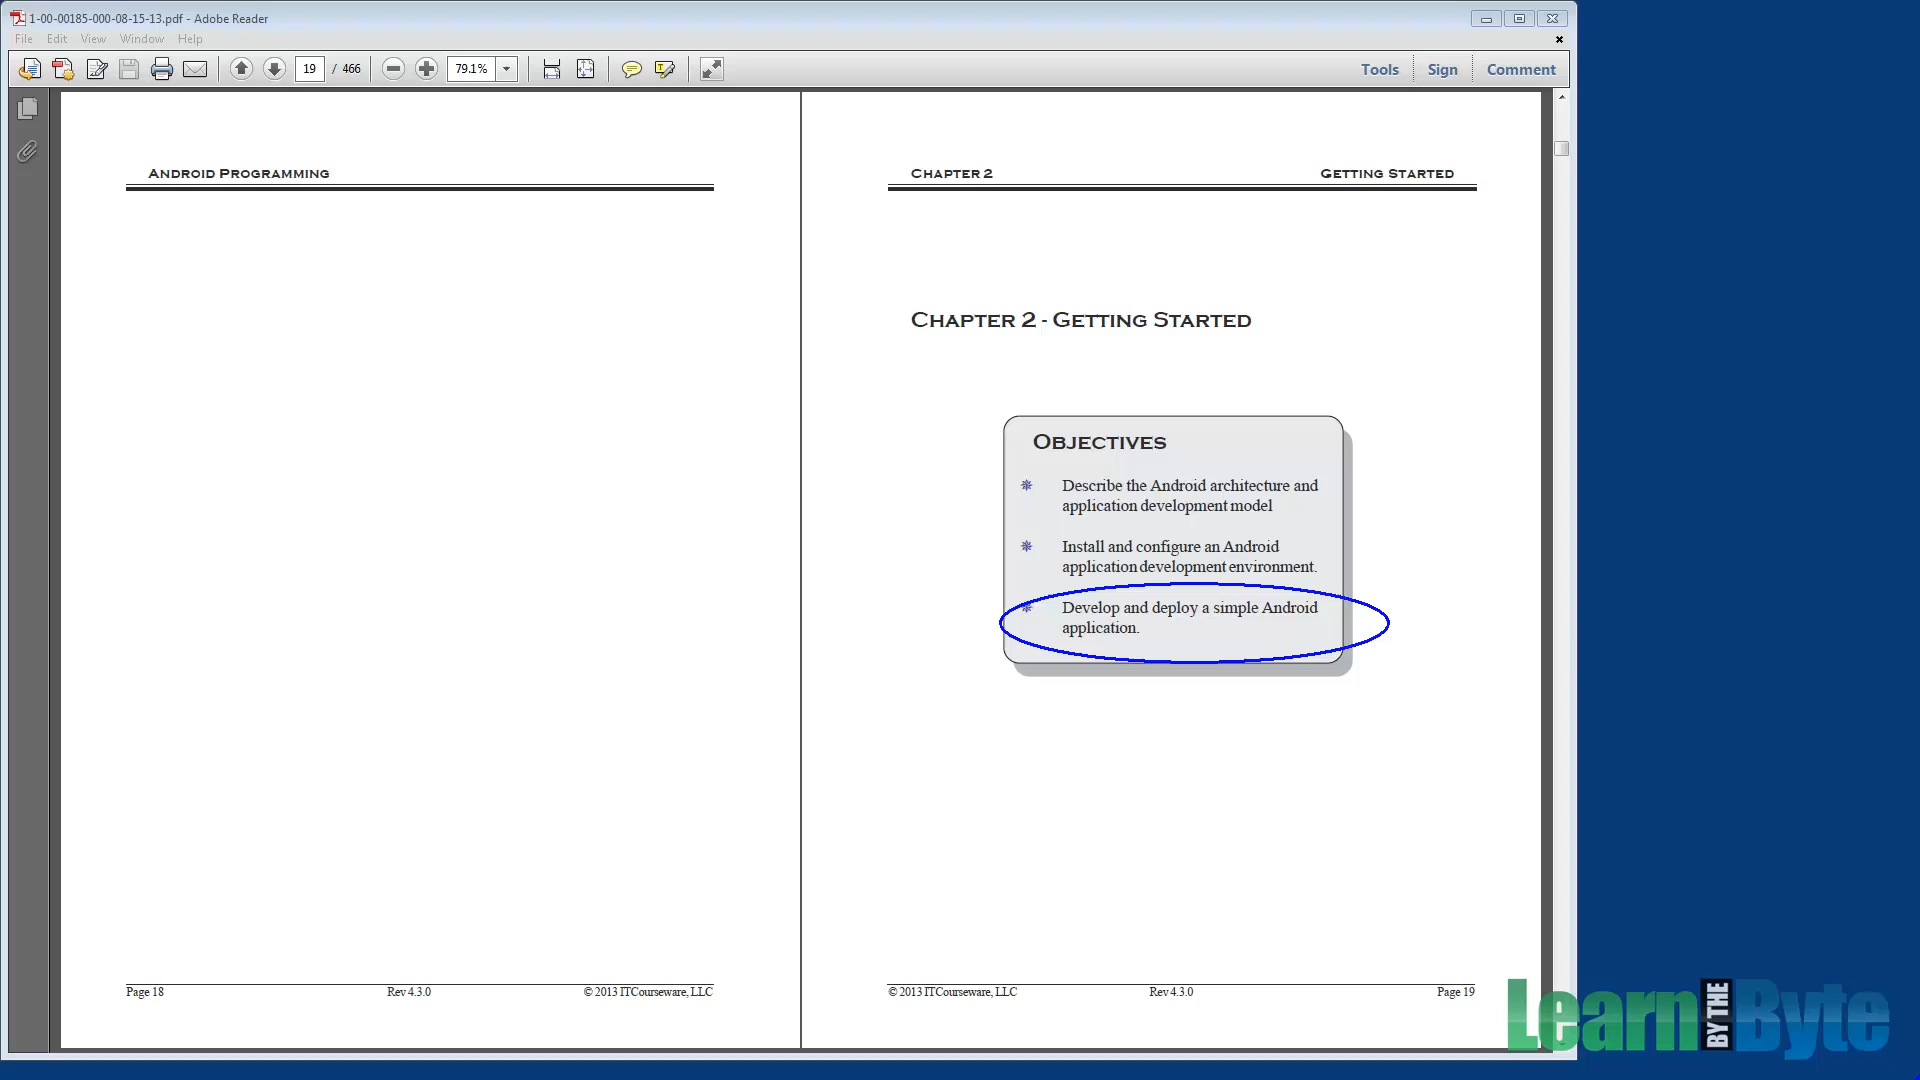 1-00-00185-000-08-15-13.pdf - Adobe Reader
File Edit View Window Help
19 / 466 79.1% Tools Sign Comment
Android Programming
Chapter 2 Getting Started
Chapter 2 - Getting Started
Objectives
Describe the Android architecture and
application development model
Install and configure an Android
application development environment.
Develop and deploy a simple Android
application.
Page 18 Rev 4.3.0 © 2013 ITCourseware, LLC
© 2013 ITCourseware, LLC Rev 4.3.0 Page 19
Learn BY THE Byte